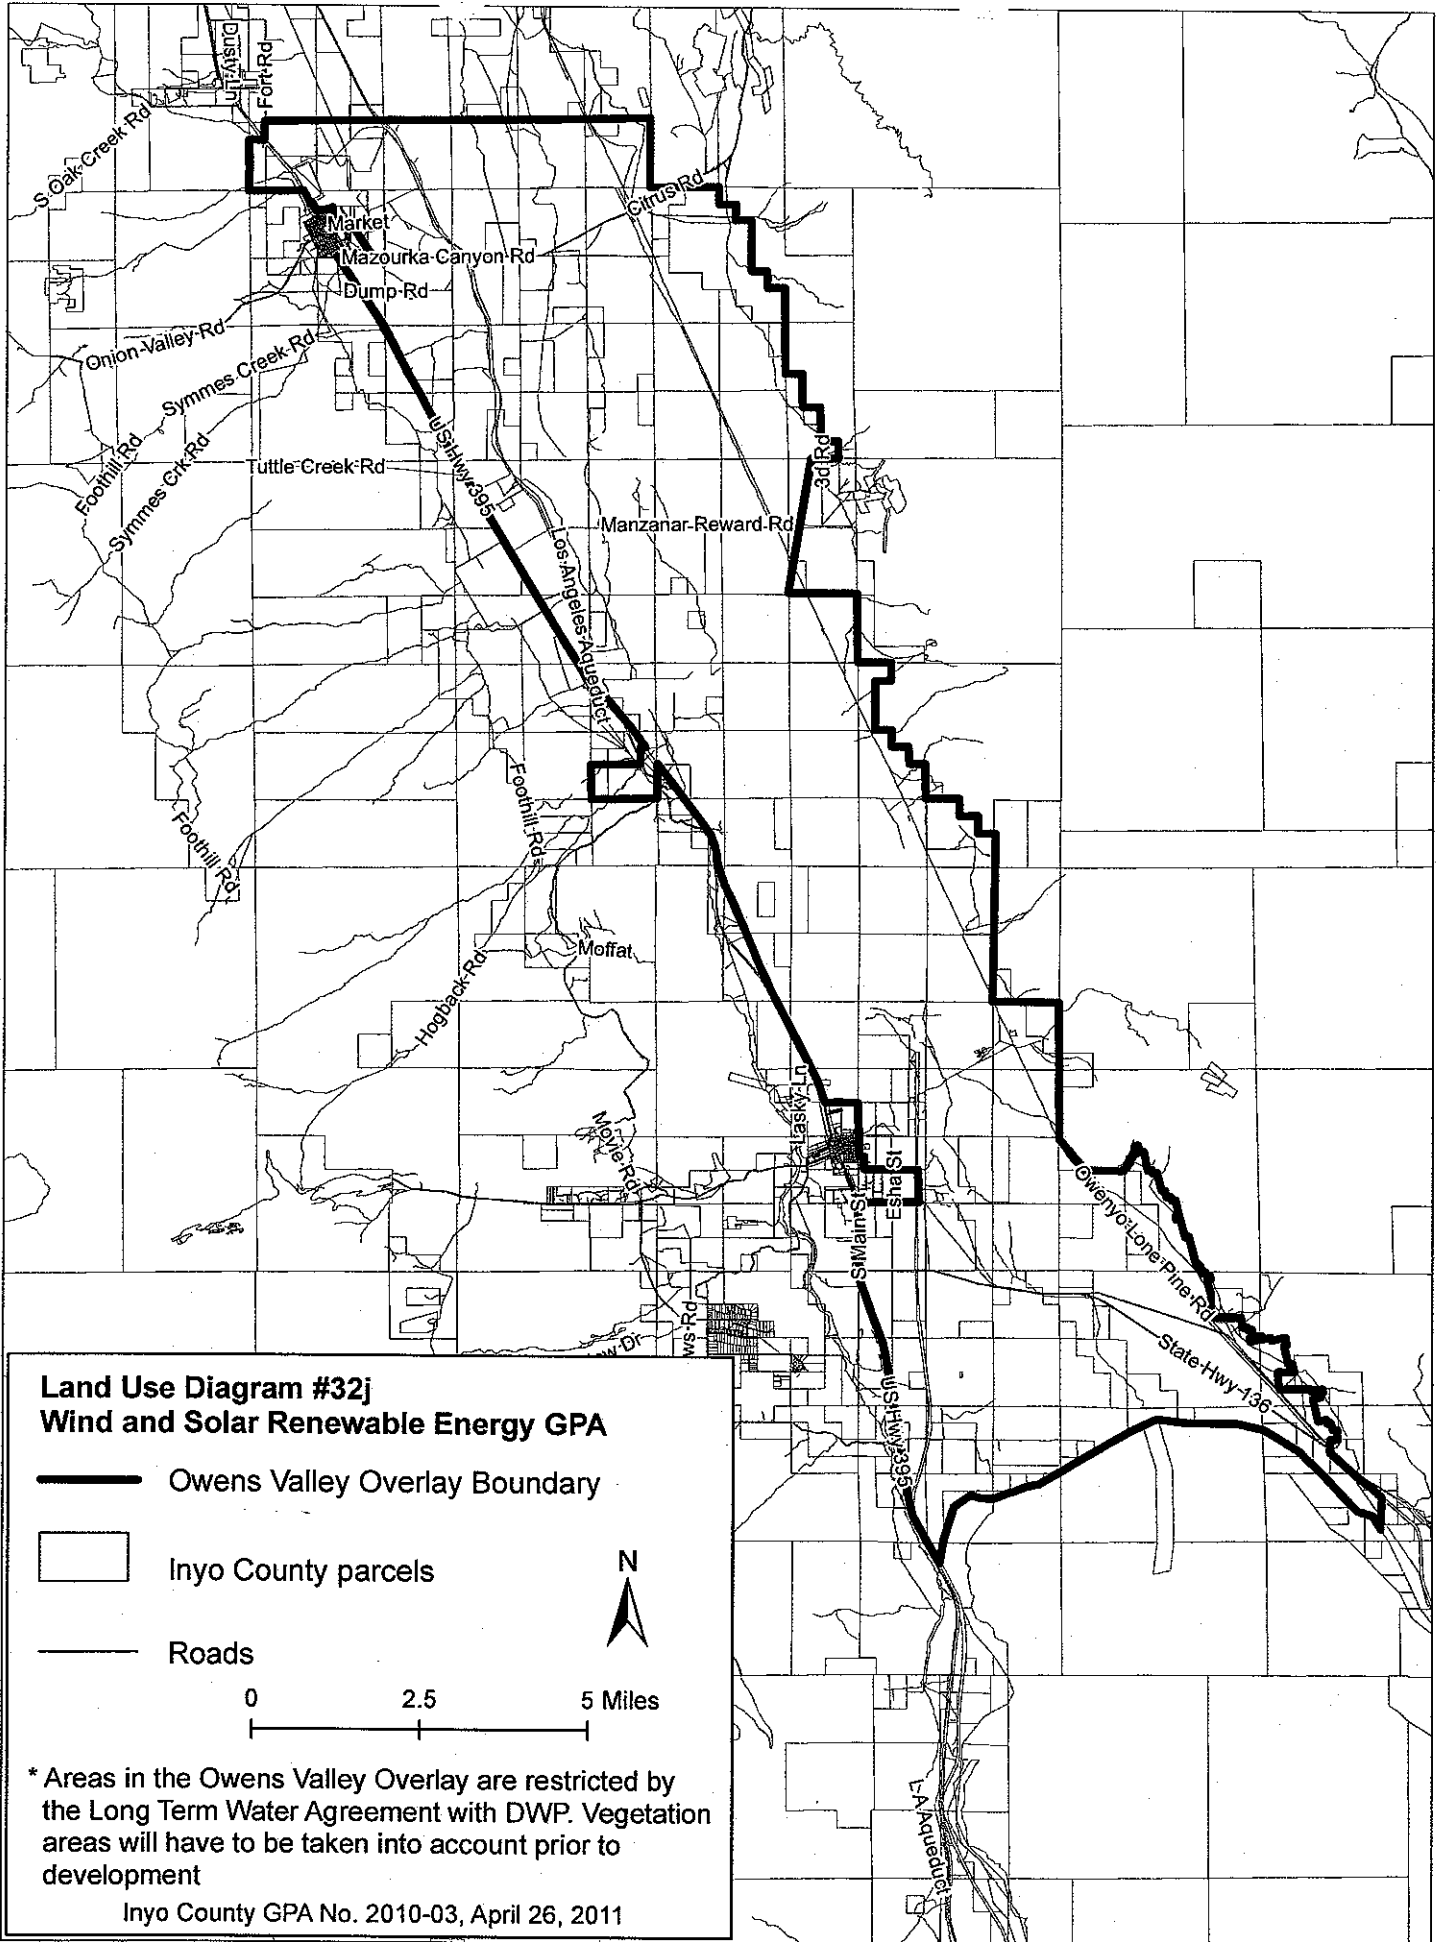 Dusty Ln
Fort Rd
S Oak Creek Rd
Citrus Rd
Market
Mazourka Canyon Rd
Dump Rd
Onion Valley Rd
Symmes Creek Rd
US Hwy 395
3d Rd
Foothill Rd
Symmes Crk Rd
Tuttle Creek Rd
Manzanar Reward Rd
Los Angeles Aqueduct
Foothill Rd
Foothill Rd
Moffat
Hogback Rd
Lasky Ln
Movie Rd
Esha St
S Main St
Owenyo Lone Pine Rd
State Hwy 136
ws Rd
ow Dr
US Hwy 395
L A Aqueduct
Land Use Diagram #32j
Wind and Solar Renewable Energy GPA
Owens Valley Overlay Boundary
Inyo County parcels
N
Roads
0 2.5 5 Miles
* Areas in the Owens Valley Overlay are restricted by
the Long Term Water Agreement with DWP. Vegetation
areas will have to be taken into account prior to
development
Inyo County GPA No. 2010-03, April 26, 2011